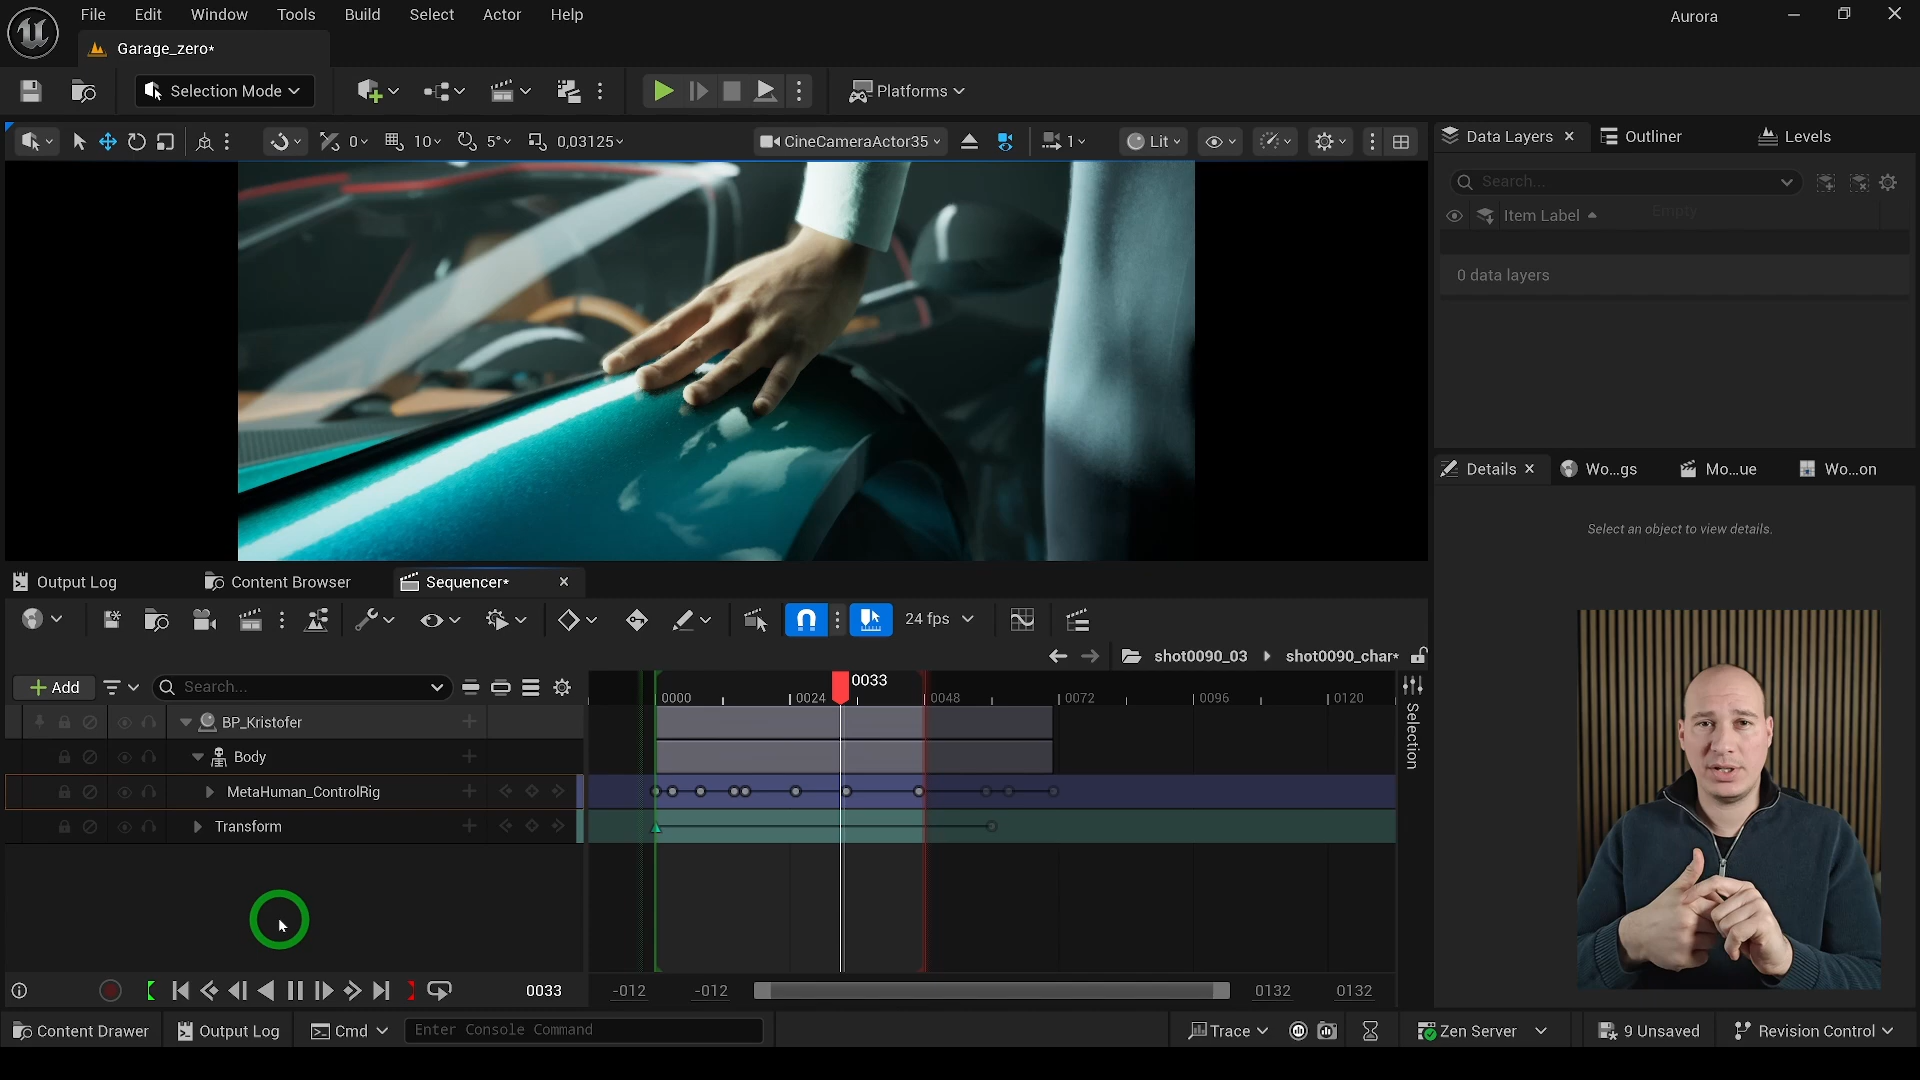 File Edit Window Tools Build Select Actor Help
Aurora
Garage_zero*
Selection Mode
Platforms
0 10 5° 0,03125 CineCameraActor35 1 Lit
Data Layers Outliner Levels
Search...
Item Label Empty
0 data layers
Details Wo...gs Mo...ue Wo...on
Select an object to view details.
Output Log Content Browser Sequencer*
24 fps
shot0090_03 shot0090_char*
Add Search...
0033
0000 0024 0048 0072 0096 0120
Selection
BP_Kristofer
Body
MetaHuman_ControlRig
Transform
0033 -012 -012 0132 0132
Content Drawer Output Log Cmd Enter Console Command Trace Zen Server 9 Unsaved Revision Control